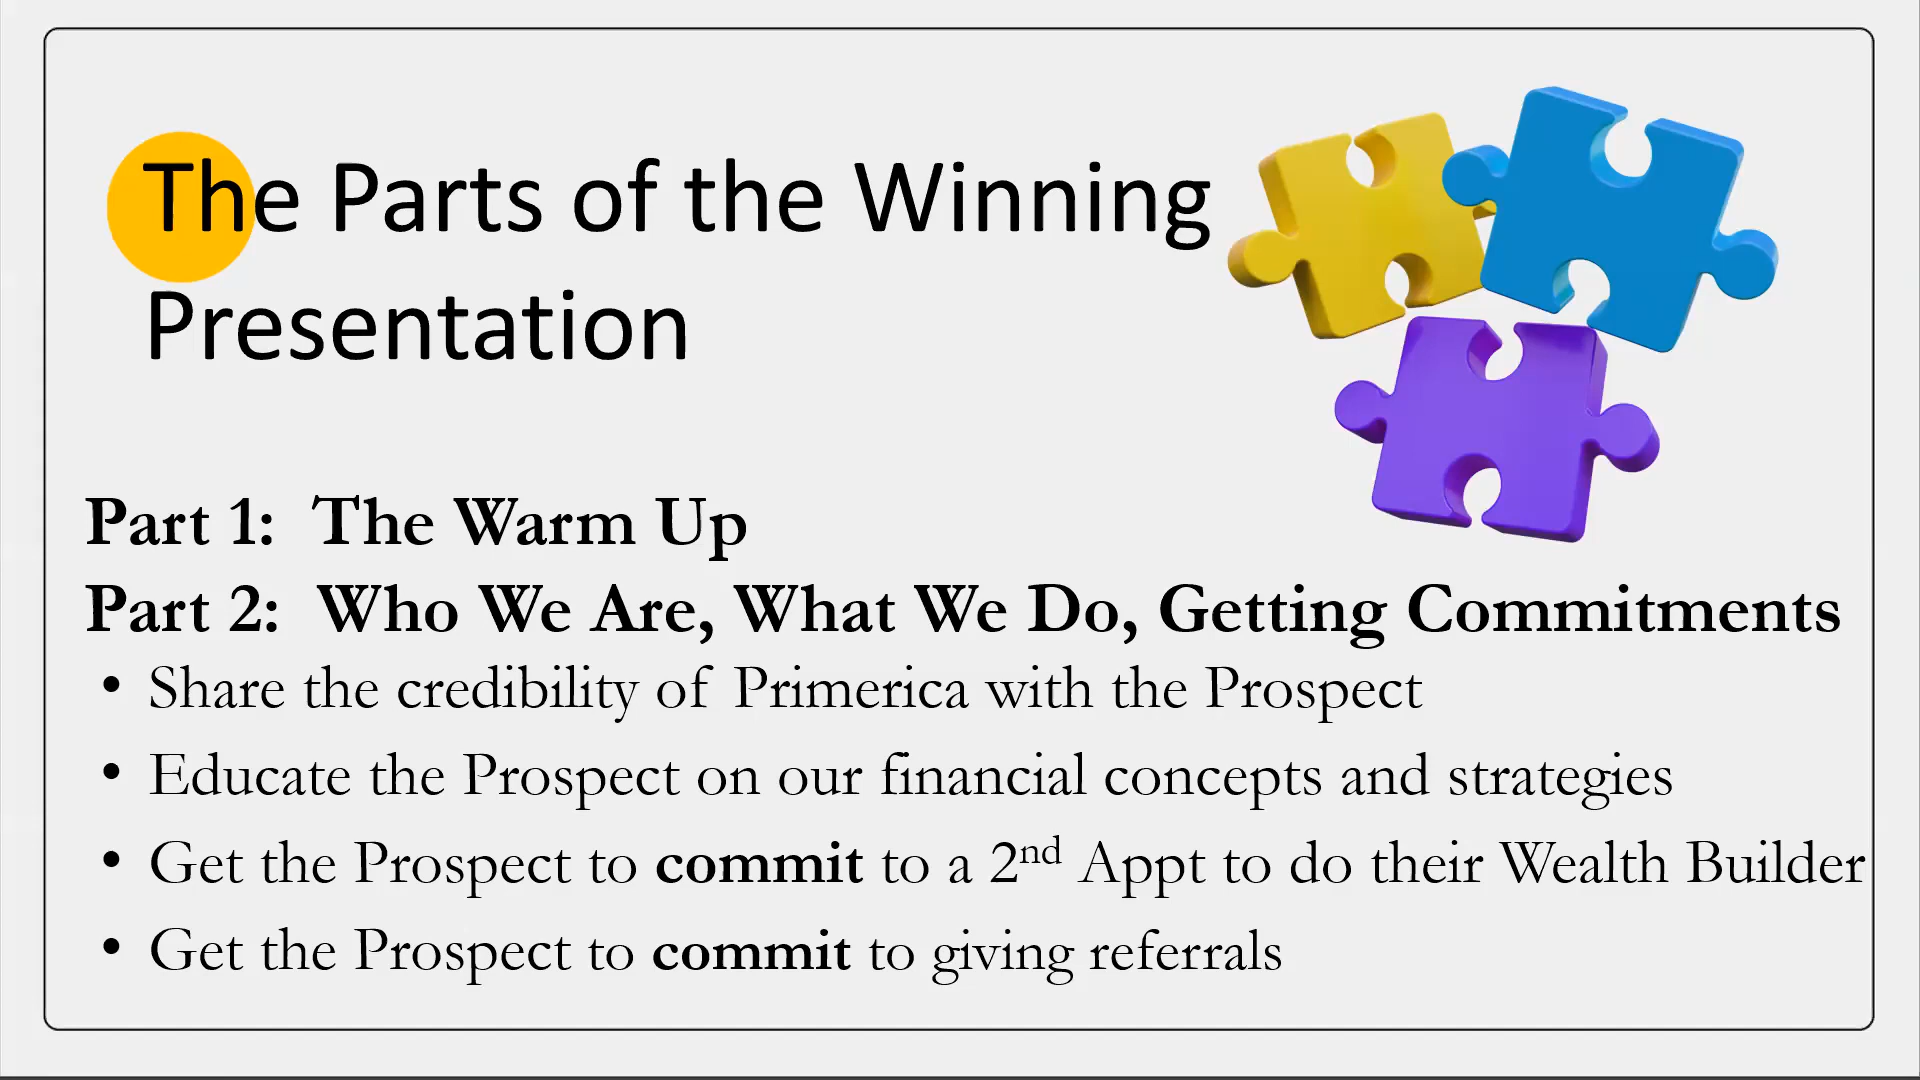 The Parts of the Winning
Presentation
Part 1: The Warm Up
Part 2: Who We Are, What We Do, Getting Commitments
• Share the credibility of Primerica with the Prospect
• Educate the Prospect on our financial concepts and strategies
• Get the Prospect to commit to a 2nd Appt to do their Wealth Builder
• Get the Prospect to commit to giving referrals